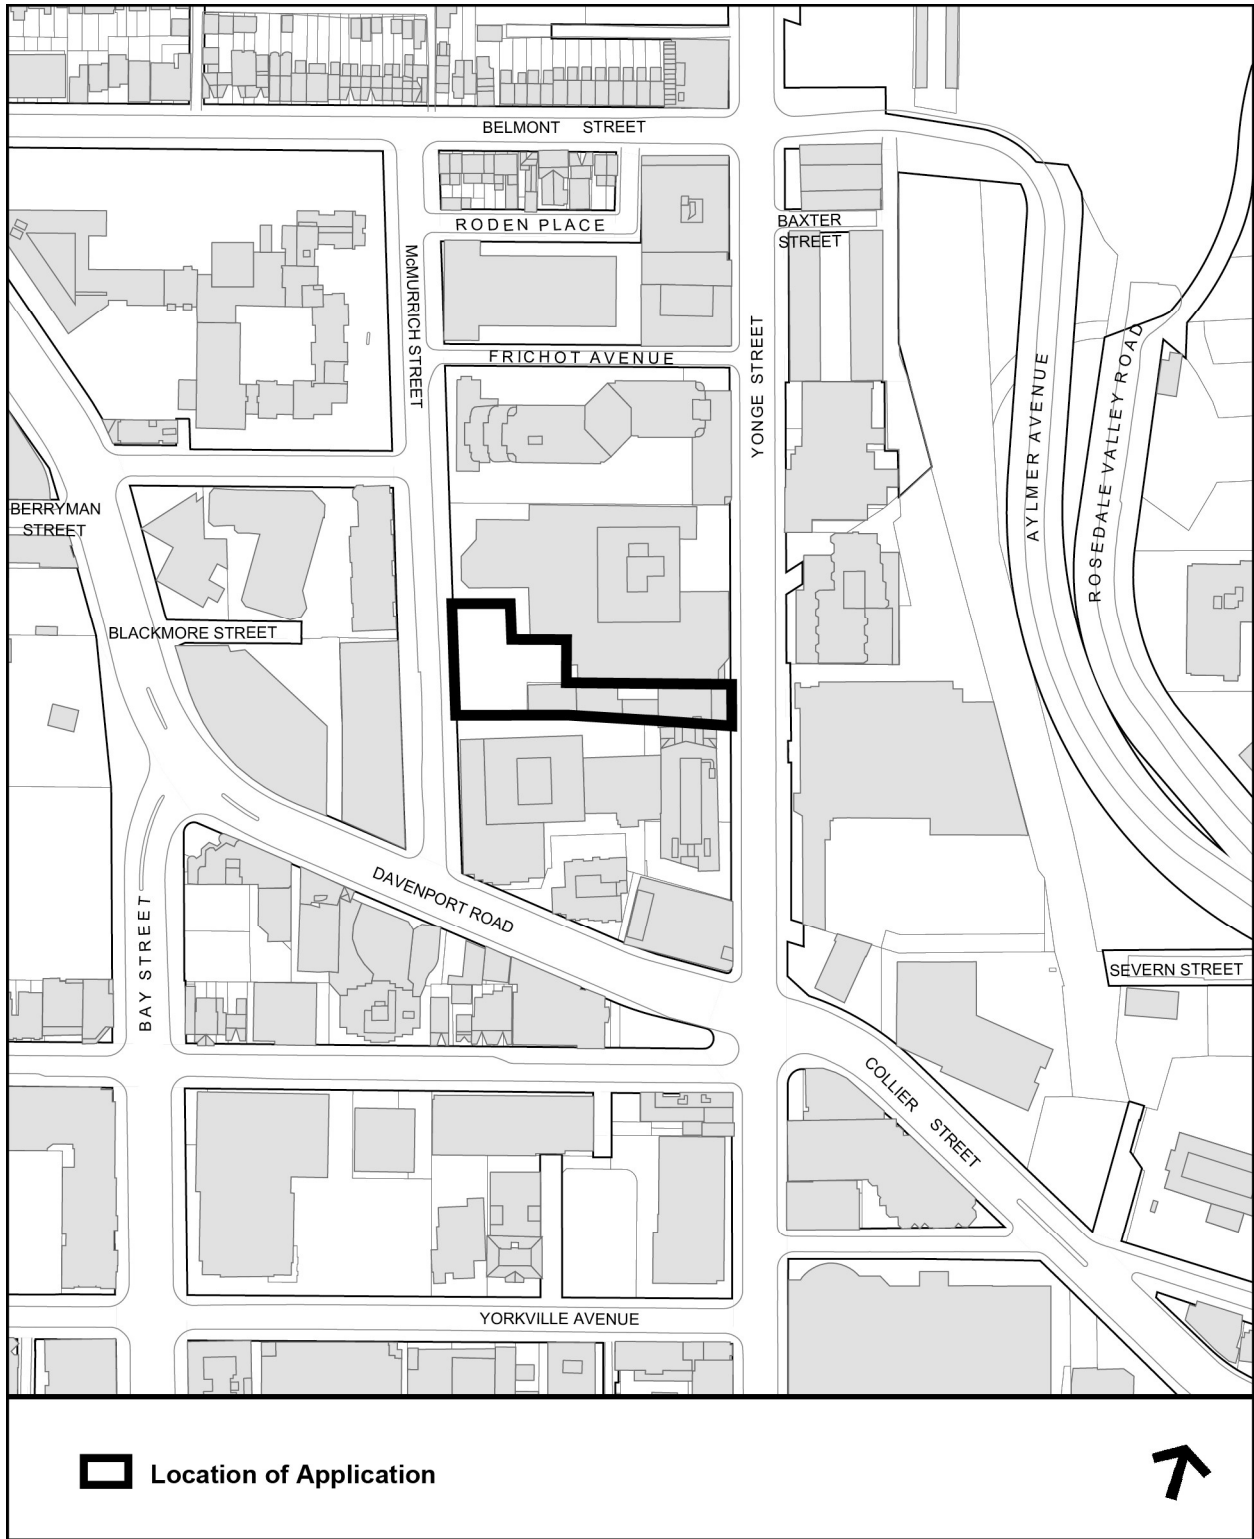 BELMONT STREET
RODEN PLACE
BAXTER
STREET
McMURRICH STREET
FRICHOT AVENUE
YONGE STREET
AYLMER AVENUE
ROSEDALE VALLEY ROAD
BERRYMAN
STREET
BLACKMORE STREET
DAVENPORT ROAD
BAY STREET
SEVERN STREET
COLLIER STREET
YORKVILLE AVENUE
Location of Application